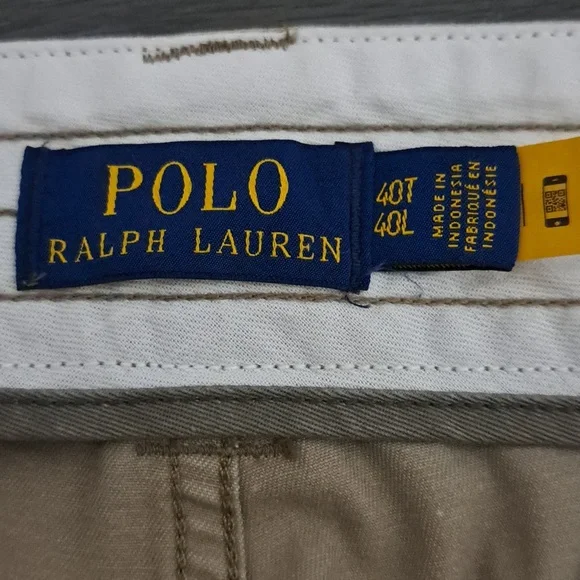 POLO
RALPH LAUREN
40T
40L
MADE IN
INDONESIA
FABRIQUÉ EN
INDONÉSIE